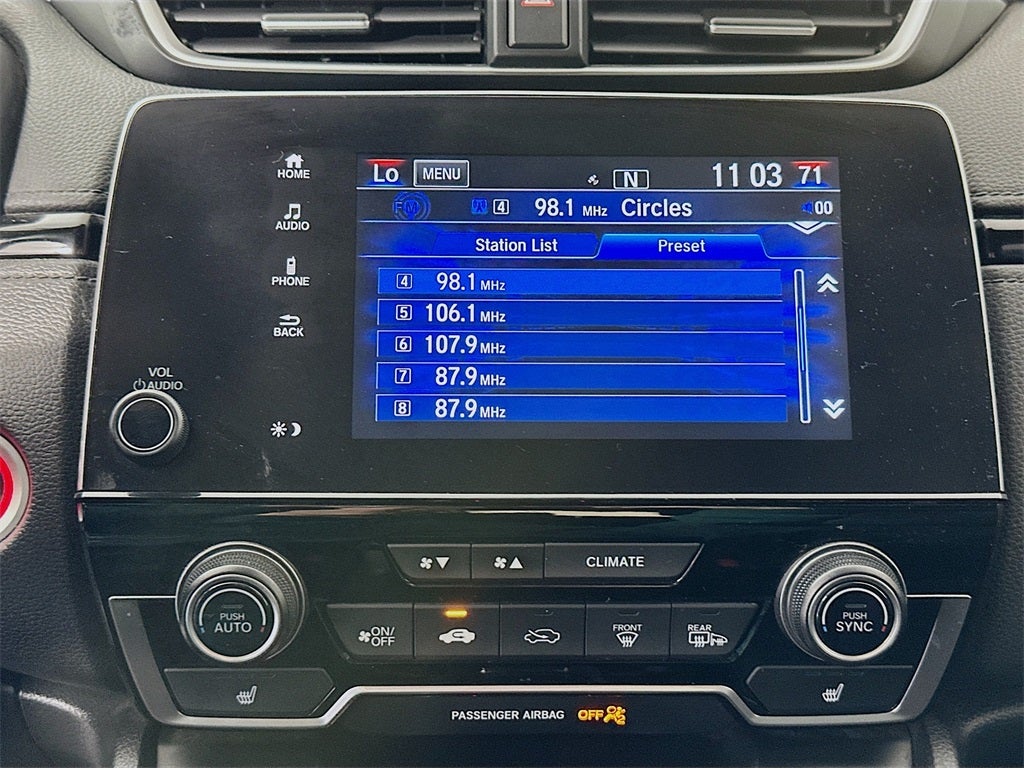 HOME
AUDIO
PHONE
BACK
VOL
AUDIO
Lo MENU N 11 03 71
FM 4 98.1 MHz Circles 00
Station List Preset
4 98.1 MHz
5 106.1 MHz
6 107.9 MHz
7 87.9 MHz
8 87.9 MHz
CLIMATE
PUSH
AUTO
ON/
OFF
FRONT
REAR
PUSH
SYNC
PASSENGER AIRBAG OFF